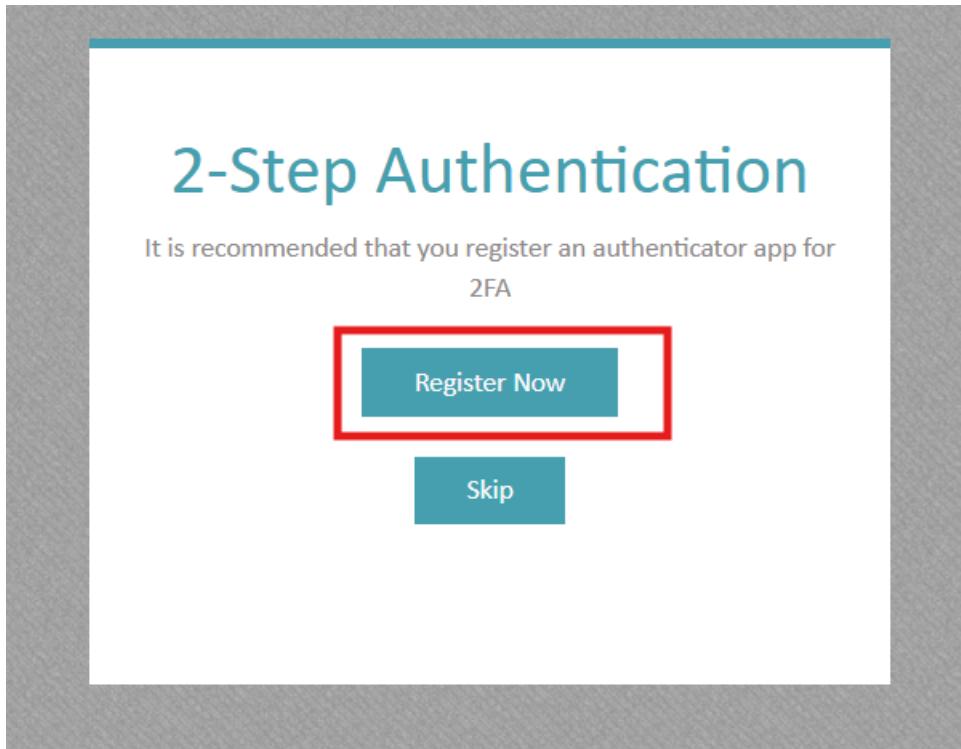 2-Step Authentication
It is recommended that you register an authenticator app for
2FA
Register Now
Skip